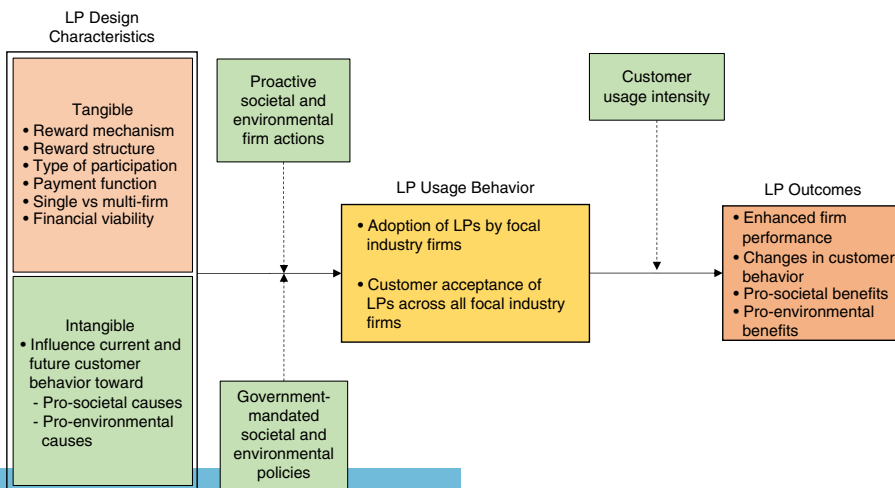 LP Design
Characteristics
Tangible
• Reward mechanism
• Reward structure
• Type of participation
• Payment function
• Single vs multi-firm
• Financial viability
Intangible
• Influence current and
future customer
behavior toward
- Pro-societal causes
- Pro-environmental
causes
Proactive
societal and
environmental
firm actions
Government-
mandated
societal and
environmental
policies
LP Usage Behavior
• Adoption of LPs by focal
industry firms
• Customer acceptance of
LPs across all focal industry
firms
Customer
usage intensity
LP Outcomes
• Enhanced firm
performance
• Changes in customer
behavior
• Pro-societal benefits
• Pro-environmental
benefits